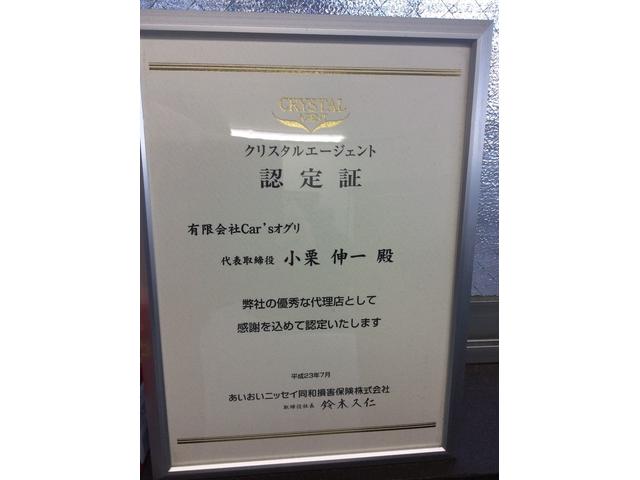 CRYSTAL
AGENT
クリスタルエージェント
認定証
有限会社Car'sオグリ
代表取締役 小栗 伸一 殿
弊社の優秀な代理店として
感謝を込めて認定いたします
平成23年7月
あいおいニッセイ同和損害保険株式会社
取締役社長 鈴木久仁